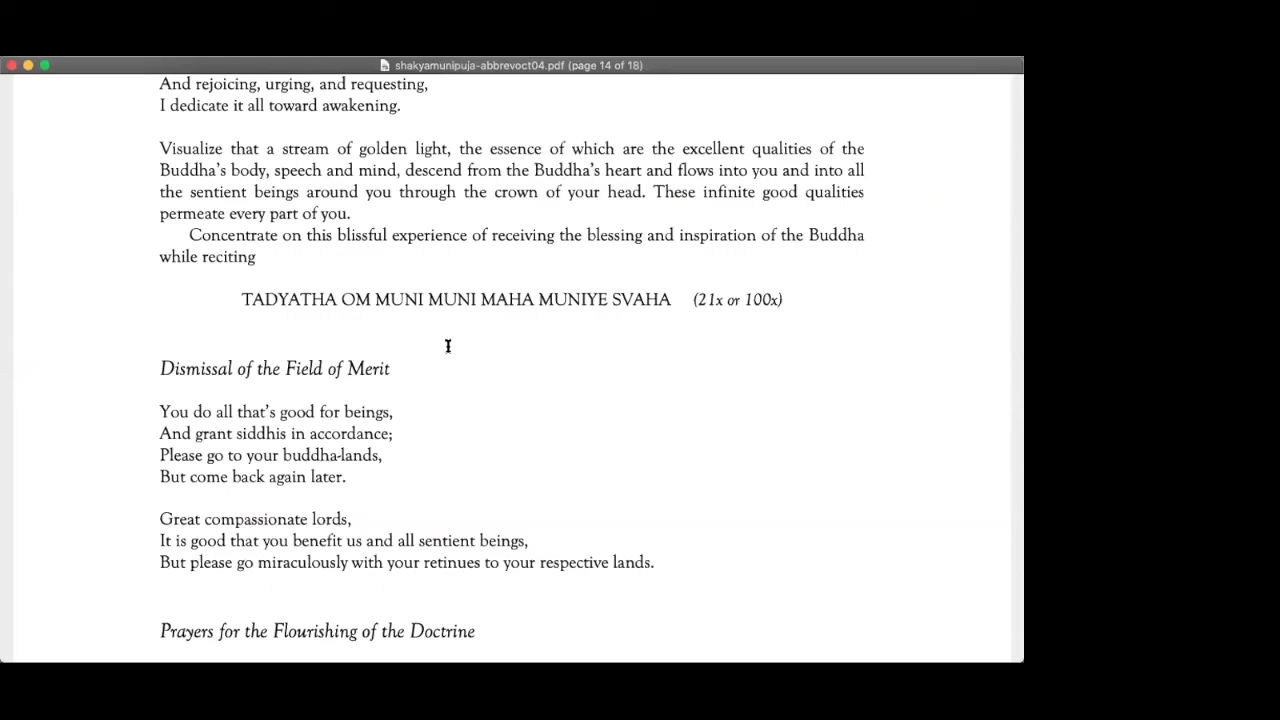 shakyamunipuja-abbrevoct04.pdf (page 14 of 18)
And rejoicing, urging, and requesting,
I dedicate it all toward awakening.
Visualize that a stream of golden light, the essence of which are the excellent qualities of the
Buddha's body, speech and mind, descend from the Buddha's heart and flows into you and into all
the sentient beings around you through the crown of your head. These infinite good qualities
permeate every part of you.
Concentrate on this blissful experience of receiving the blessing and inspiration of the Buddha
while reciting
TADYATHA OM MUNI MUNI MAHA MUNIYE SVAHA (21x or 100x)
Dismissal of the Field of Merit
You do all that's good for beings,
And grant siddhis in accordance;
Please go to your buddha-lands,
But come back again later.
Great compassionate lords,
It is good that you benefit us and all sentient beings,
But please go miraculously with your retinues to your respective lands.
Prayers for the Flourishing of the Doctrine